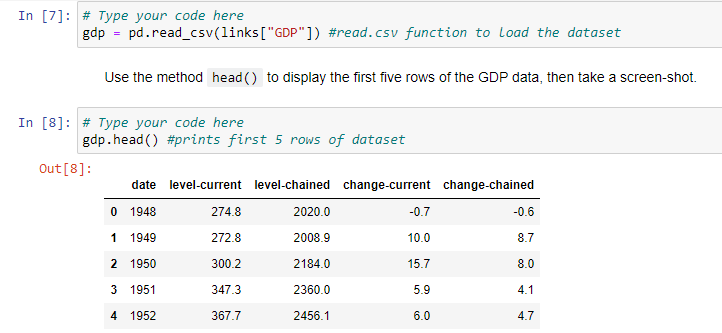 In [7]: # Type your code here
gdp = pd.read_csv(links["GDP"]) #read.csv function to load the dataset
Use the method head() to display the first five rows of the GDP data, then take a screen-shot.
In [8]: # Type your code here
gdp.head() #prints first 5 rows of dataset
Out[8]:
date level-current level-chained change-current change-chained
0 1948 274.8 2020.0 -0.7 -0.6
1 1949 272.8 2008.9 10.0 8.7
2 1950 300.2 2184.0 15.7 8.0
3 1951 347.3 2360.0 5.9 4.1
4 1952 367.7 2456.1 6.0 4.7